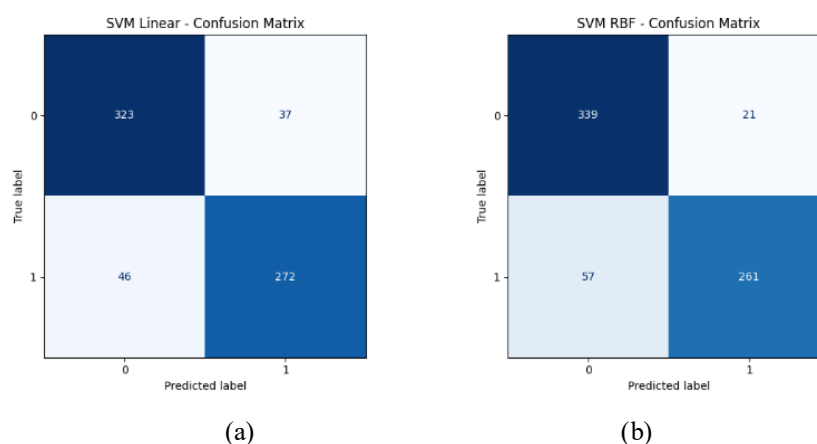 SVM Linear - Confusion Matrix
0
323
37
True label
1
46
272
0
1
Predicted label
(a)
SVM RBF - Confusion Matrix
0
339
21
True label
1
57
261
0
1
Predicted label
(b)